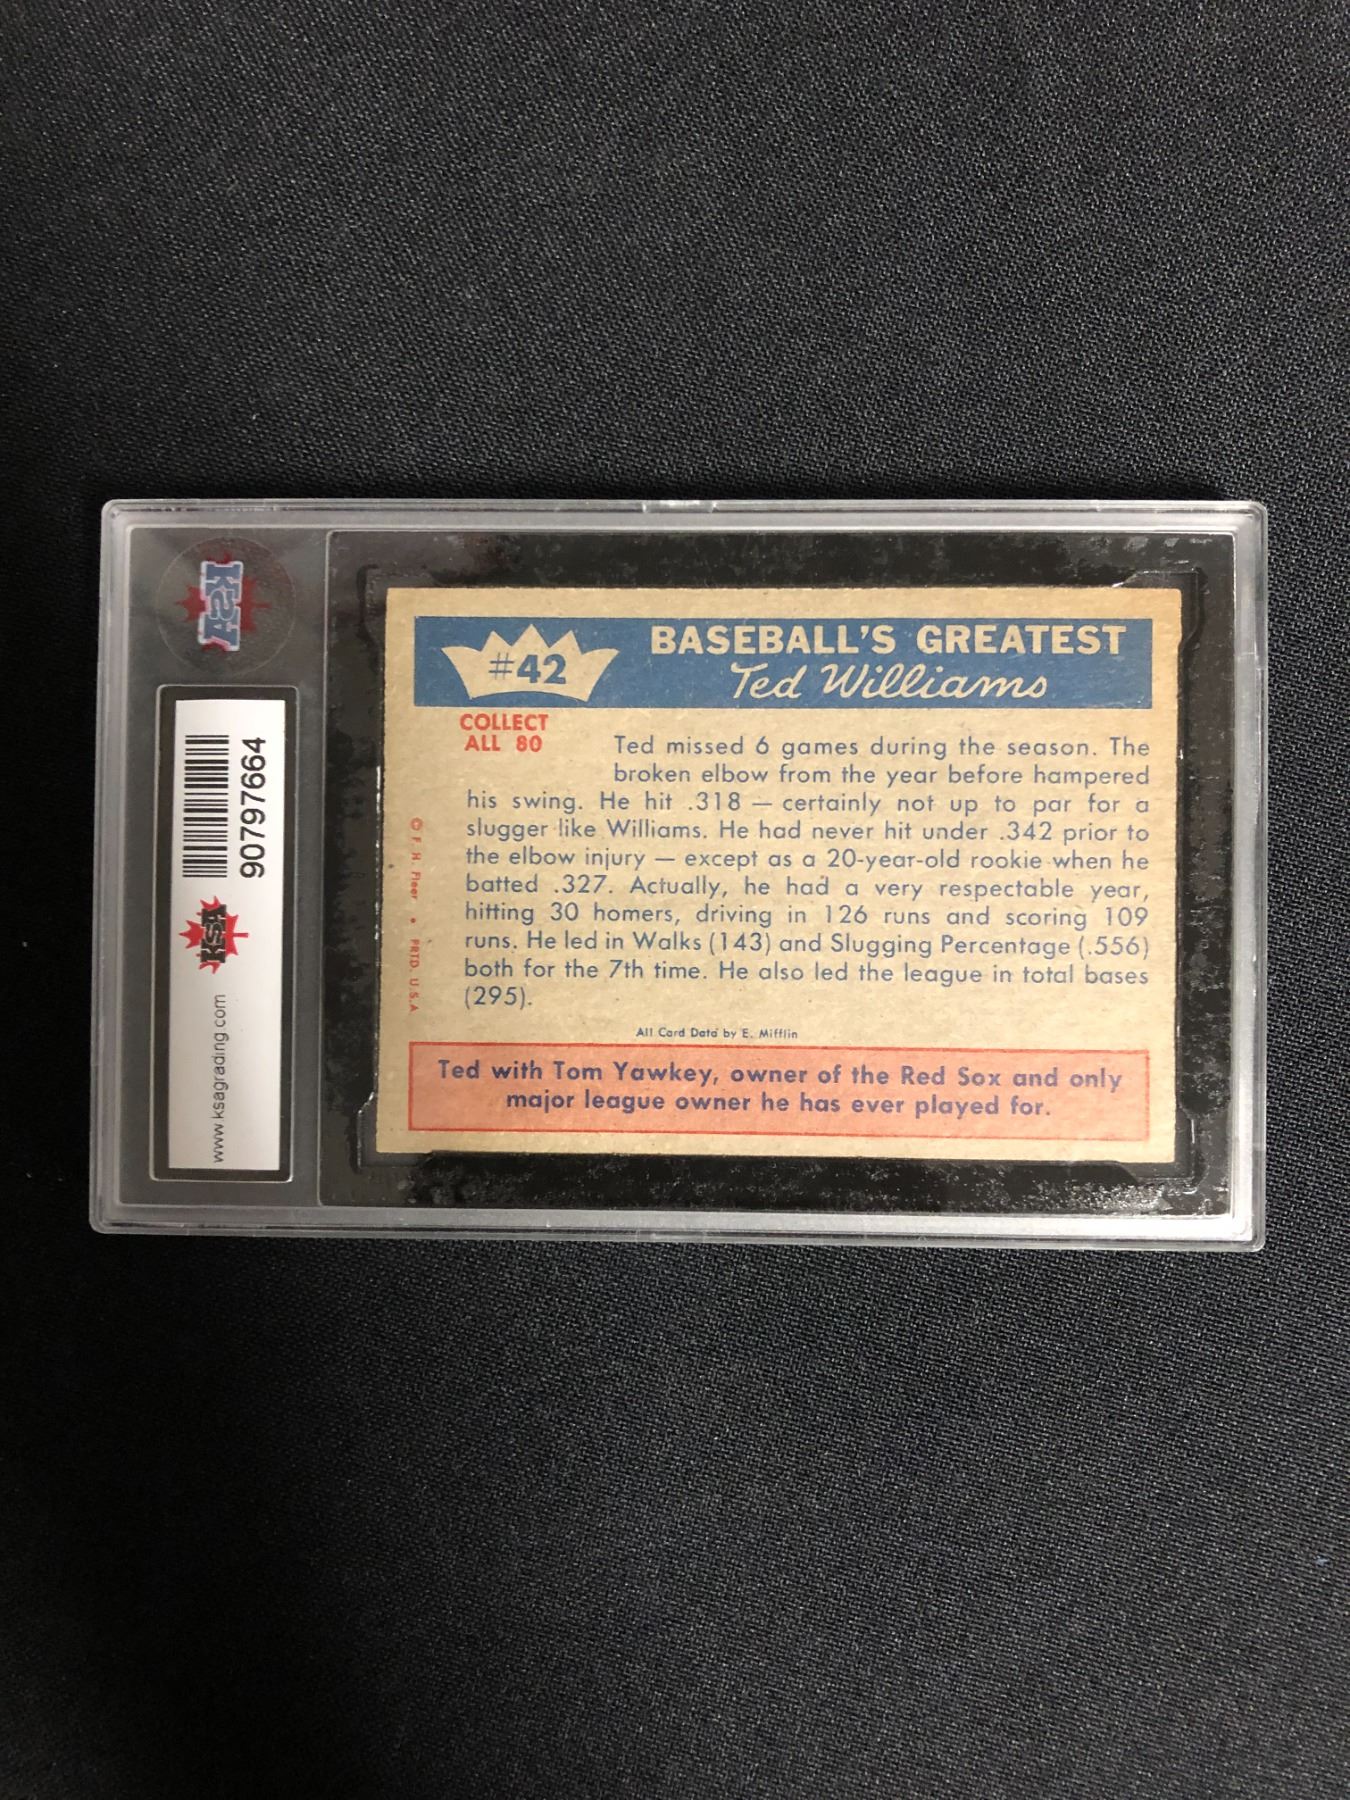 KSA
90797664
KSA
www.ksagrading.com
#42
BASEBALL'S GREATEST
Ted Williams
COLLECT
ALL 80
Ted missed 6 games during the season. The
broken elbow from the year before hampered
his swing. He hit .318 — certainly not up to par for a
slugger like Williams. He had never hit under .342 prior to
the elbow injury — except as a 20-year-old rookie when he
batted .327. Actually, he had a very respectable year,
hitting 30 homers, driving in 126 runs and scoring 109
runs. He led in Walks (143) and Slugging Percentage (.556)
both for the 7th time. He also led the league in total bases
(295).
© F. H. Fleer • PRTD. U.S.A
All Card Data by E. Mifflin
Ted with Tom Yawkey, owner of the Red Sox and only
major league owner he has ever played for.